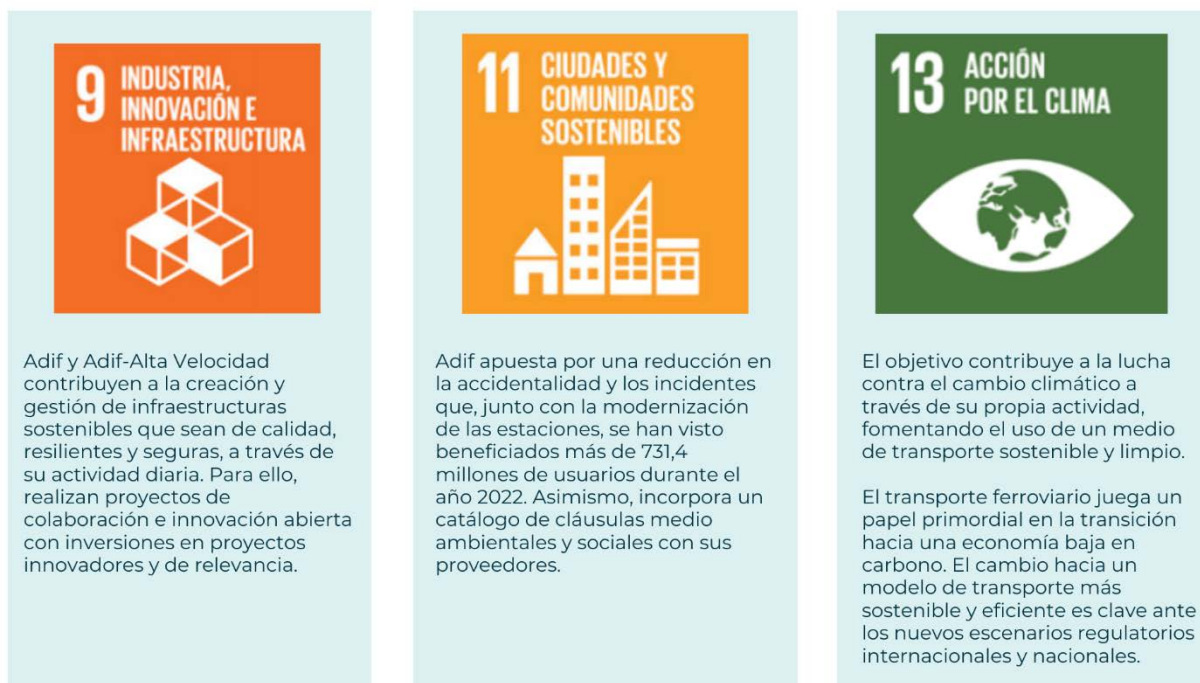 9 INDUSTRIA,
INNOVACIÓN E
INFRAESTRUCTURA
Adif y Adif-Alta Velocidad
contribuyen a la creación y
gestión de infraestructuras
sostenibles que sean de calidad,
resilientes y seguras, a través de
su actividad diaria. Para ello,
realizan proyectos de
colaboración e innovación abierta
con inversiones en proyectos
innovadores y de relevancia.
11 CIUDADES Y
COMUNIDADES
SOSTENIBLES
Adif apuesta por una reducción en
la accidentalidad y los incidentes
que, junto con la modernización
de las estaciones, se han visto
beneficiados más de 731,4
millones de usuarios durante el
año 2022. Asimismo, incorpora un
catálogo de cláusulas medio
ambientales y sociales con sus
proveedores.
13 ACCIÓN
POR EL CLIMA
El objetivo contribuye a la lucha
contra el cambio climático a
través de su propia actividad,
fomentando el uso de un medio
de transporte sostenible y limpio.
El transporte ferroviario juega un
papel primordial en la transición
hacia una economía baja en
carbono. El cambio hacia un
modelo de transporte más
sostenible y eficiente es clave ante
los nuevos escenarios regulatorios
internacionales y nacionales.